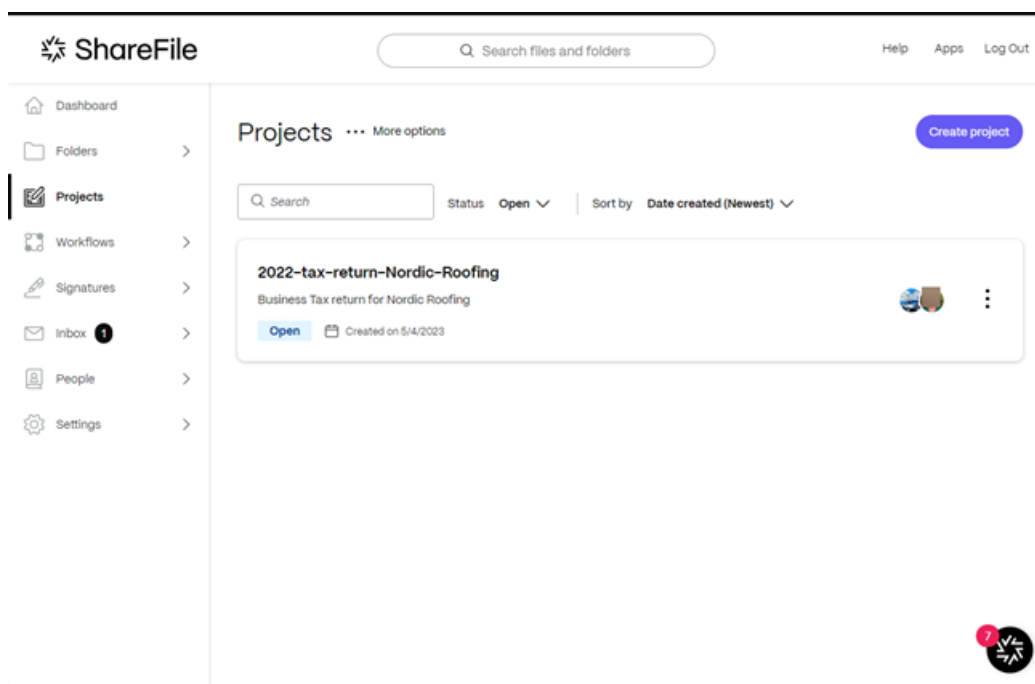 ShareFile
Search files and folders
Help Apps Log Out
Dashboard
Folders
Projects
Workflows
Signatures
Inbox 1
People
Settings
Projects ··· More options
Create project
Search
Status Open
Sort by Date created (Newest)
2022-tax-return-Nordic-Roofing
Business Tax return for Nordic Roofing
Open Created on 5/4/2023
7